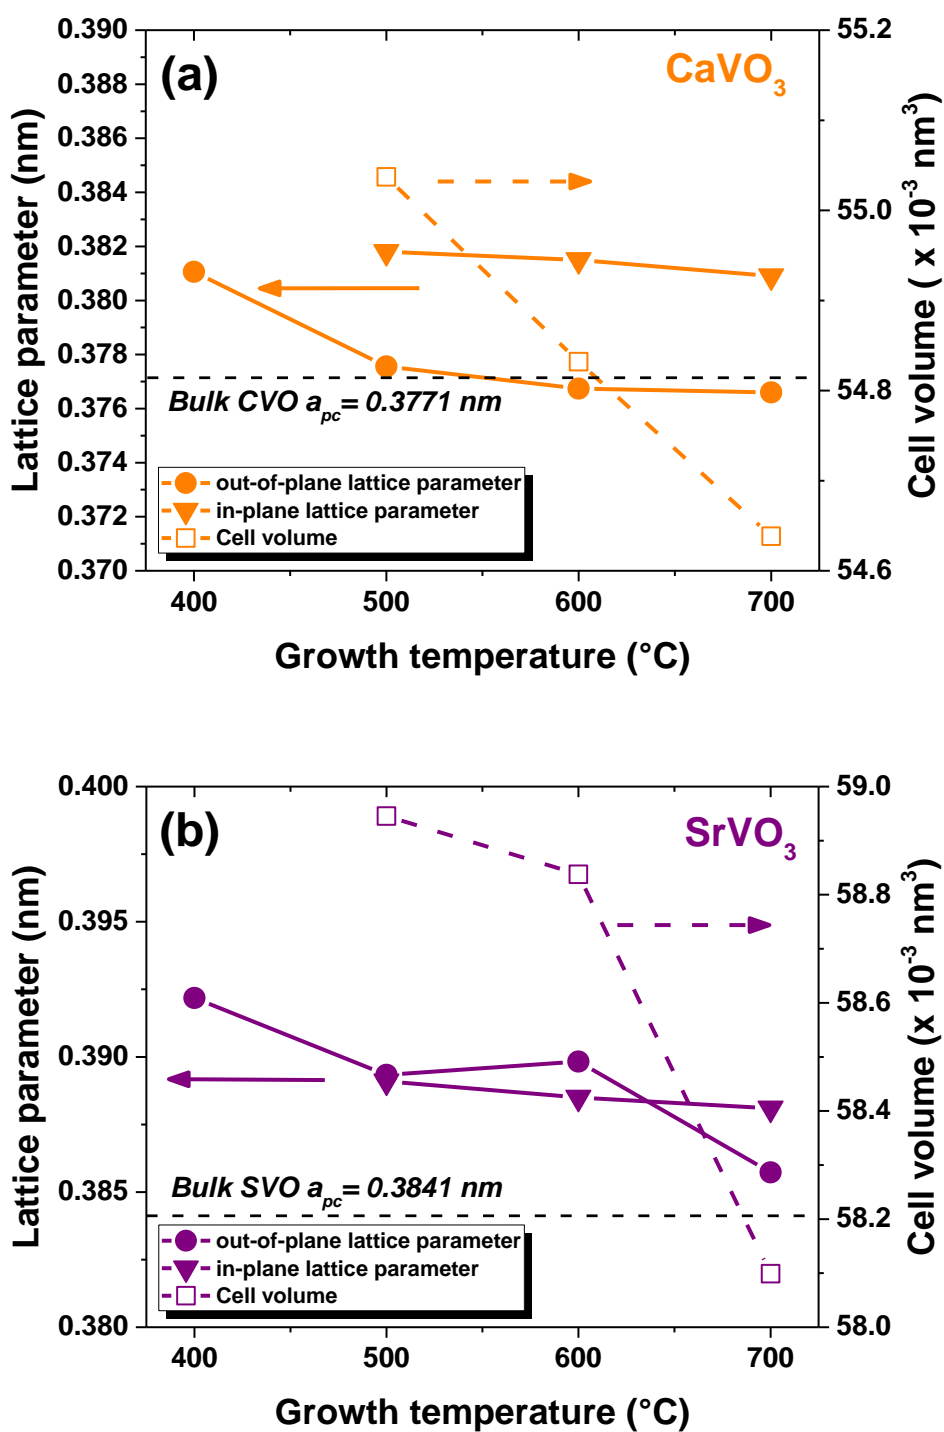 (a)
CaVO3
Lattice parameter (nm)
0.390
0.388
0.386
0.384
0.382
0.380
0.378
0.376
0.374
0.372
0.370
55.2
55.0
54.8
54.6
Cell volume ( x 10-3 nm3)
Bulk CVO apc= 0.3771 nm
out-of-plane lattice parameter
in-plane lattice parameter
Cell volume
400 500 600 700
Growth temperature (°C)
(b)
SrVO3
Lattice parameter (nm)
0.400
0.395
0.390
0.385
0.380
59.0
58.8
58.6
58.4
58.2
58.0
Cell volume (x 10-3 nm3)
Bulk SVO apc= 0.3841 nm
out-of-plane lattice parameter
in-plane lattice parameter
Cell volume
400 500 600 700
Growth temperature (°C)